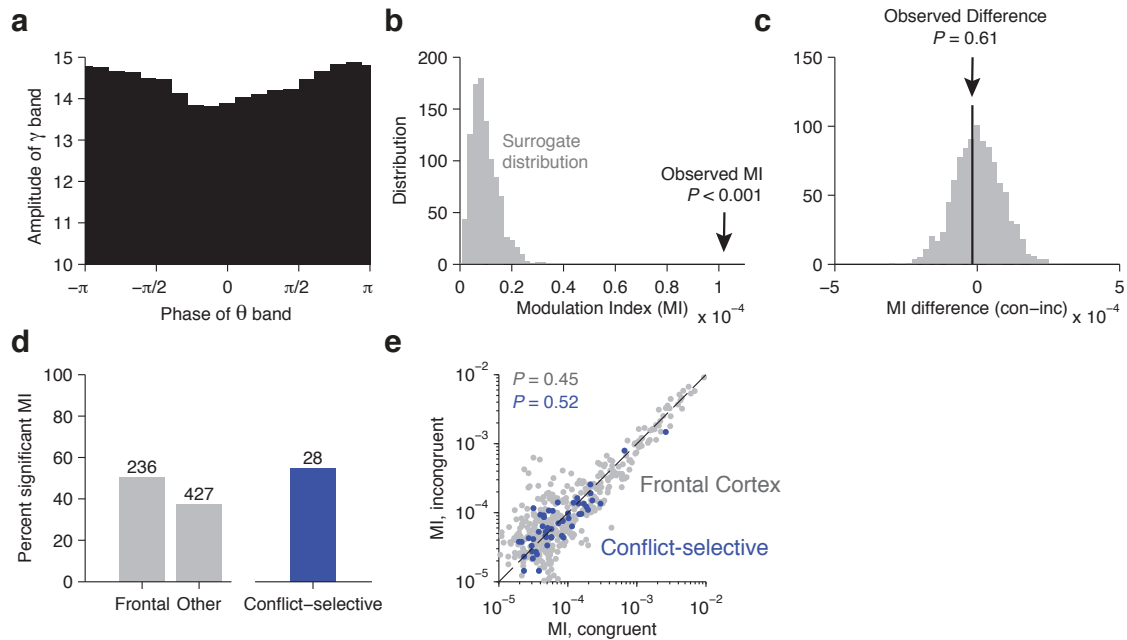 a
15
14
13
12
11
10
Amplitude of γ band
−π
−π/2
0
π/2
π
Phase of θ band
b
200
150
100
50
0
Distribution
Surrogate
distribution
Observed MI
P < 0.001
0
0.2
0.4
0.6
0.8
1
Modulation Index (MI)
x 10⁻⁴
c
Observed Difference
P = 0.61
150
100
50
0
−5
0
5
MI difference (con−inc)
x 10⁻⁴
d
100
80
60
40
20
0
Percent significant MI
236
427
28
Frontal
Other
Conflict−selective
e
10⁻²
10⁻³
10⁻⁴
10⁻⁵
MI, incongruent
P = 0.45
P = 0.52
Frontal Cortex
Conflict-selective
10⁻⁵
10⁻⁴
10⁻³
10⁻²
MI, congruent